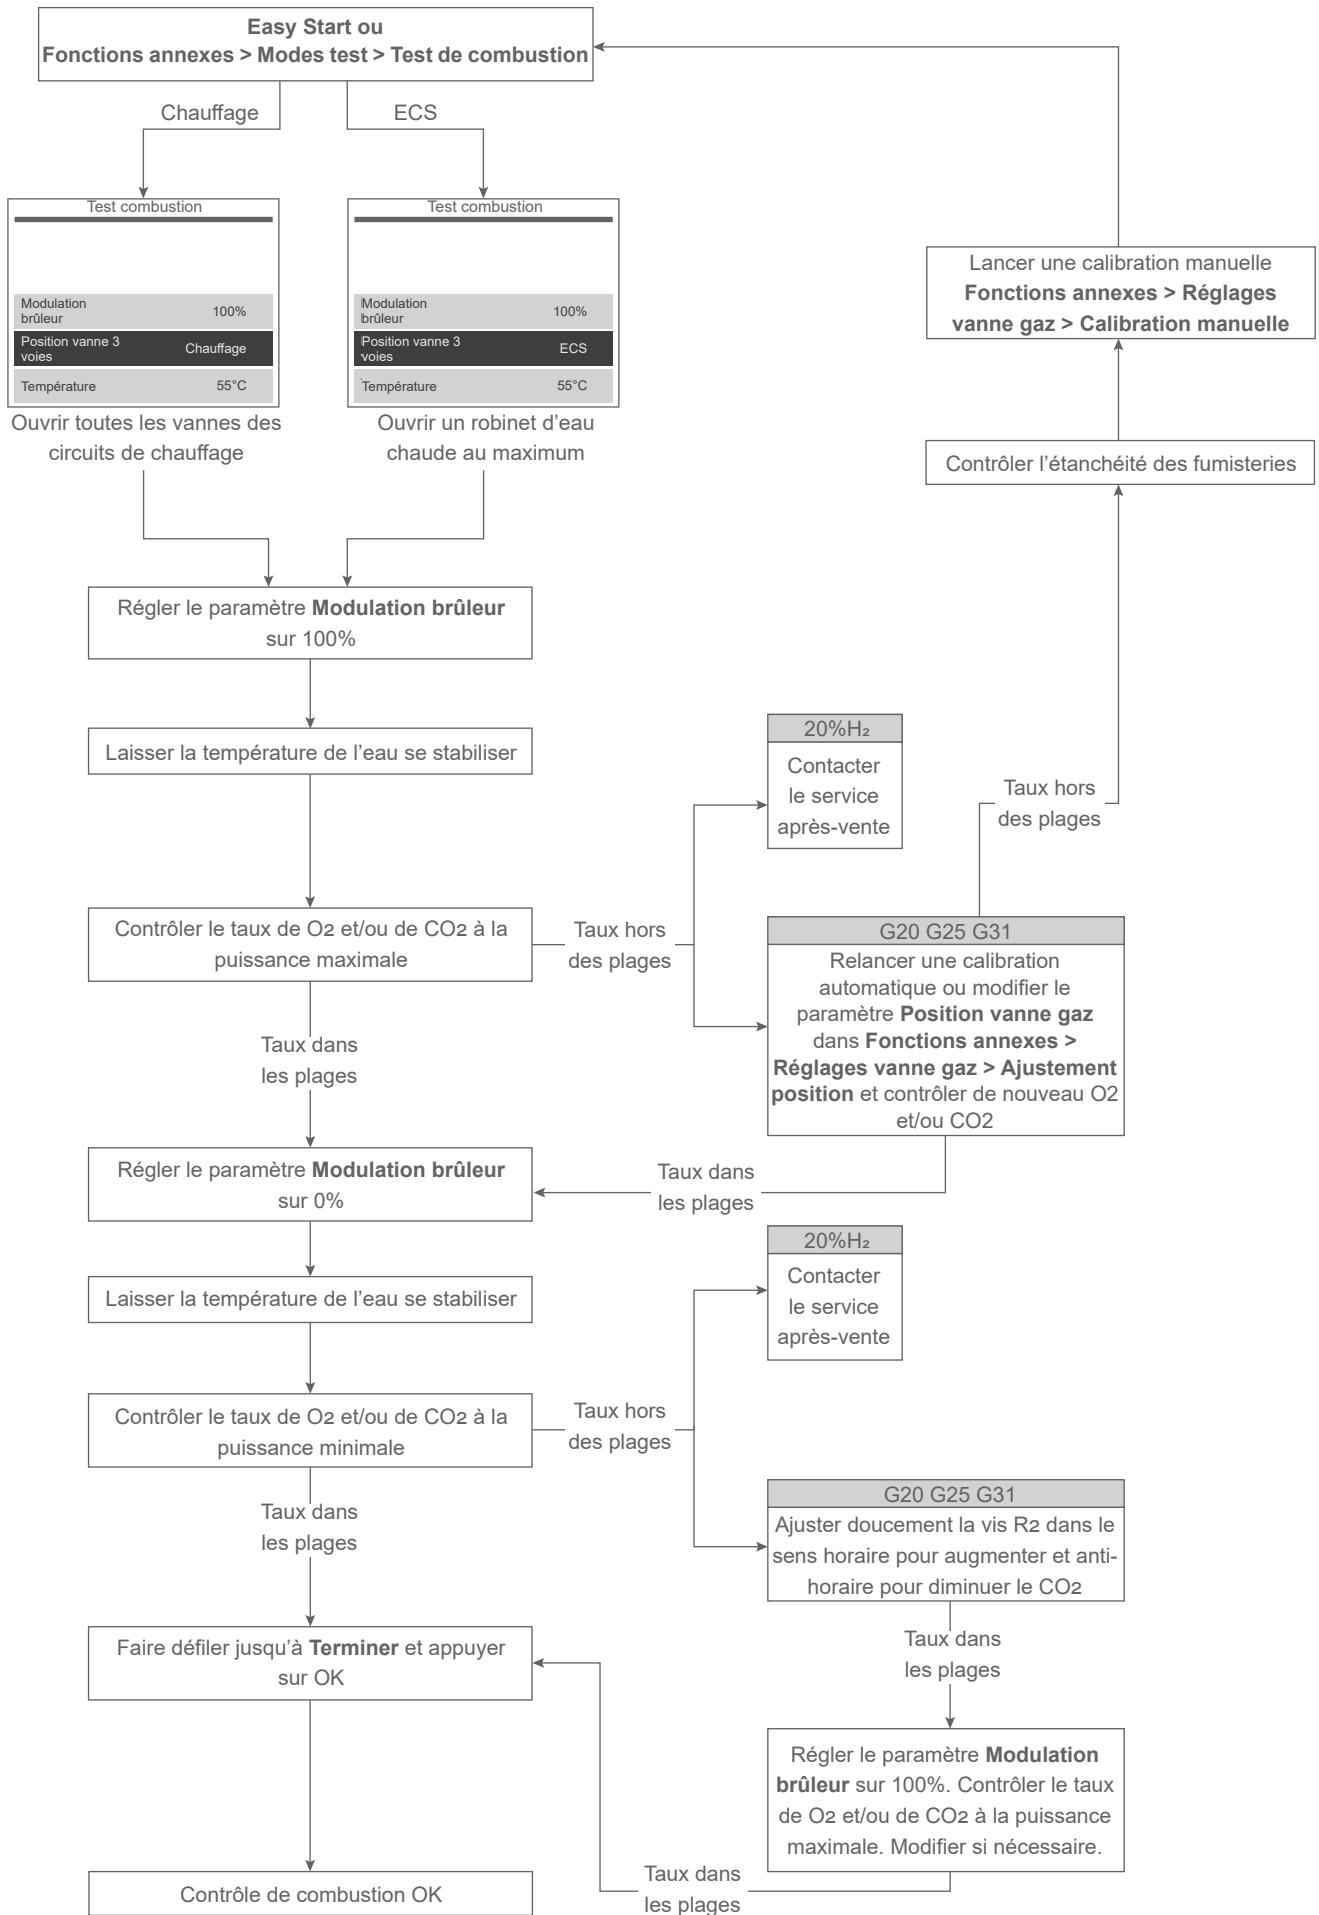 Easy Start ou
Fonctions annexes > Modes test > Test de combustion
Chauffage
ECS
Test combustion
Modulation
brûleur
100%
Position vanne 3
voies
Chauffage
Température
55°C
Ouvrir toutes les vannes des
circuits de chauffage
Test combustion
Modulation
brûleur
100%
Position vanne 3
voies
ECS
Température
55°C
Ouvrir un robinet d'eau
chaude au maximum
Lancer une calibration manuelle
Fonctions annexes > Réglages
vanne gaz > Calibration manuelle
Contrôler l'étanchéité des fumisteries
Régler le paramètre Modulation brûleur
sur 100%
Laisser la température de l'eau se stabiliser
20%H₂
Contacter
le service
après-vente
Taux hors
des plages
Contrôler le taux de O2 et/ou de CO2 à la
puissance maximale
Taux hors
des plages
G20 G25 G31
Relancer une calibration
automatique ou modifier le
paramètre Position vanne gaz
dans Fonctions annexes >
Réglages vanne gaz > Ajustement
position et contrôler de nouveau O2
et/ou CO2
Taux dans
les plages
Régler le paramètre Modulation brûleur
sur 0%
Taux dans
les plages
Laisser la température de l'eau se stabiliser
20%H₂
Contacter
le service
après-vente
Contrôler le taux de O2 et/ou de CO2 à la
puissance minimale
Taux hors
des plages
G20 G25 G31
Ajuster doucement la vis R2 dans le
sens horaire pour augmenter et anti-
horaire pour diminuer le CO2
Taux dans
les plages
Taux dans
les plages
Faire défiler jusqu'à Terminer et appuyer
sur OK
Régler le paramètre Modulation
brûleur sur 100%. Contrôler le taux
de O2 et/ou de CO2 à la puissance
maximale. Modifier si nécessaire.
Taux dans
les plages
Contrôle de combustion OK